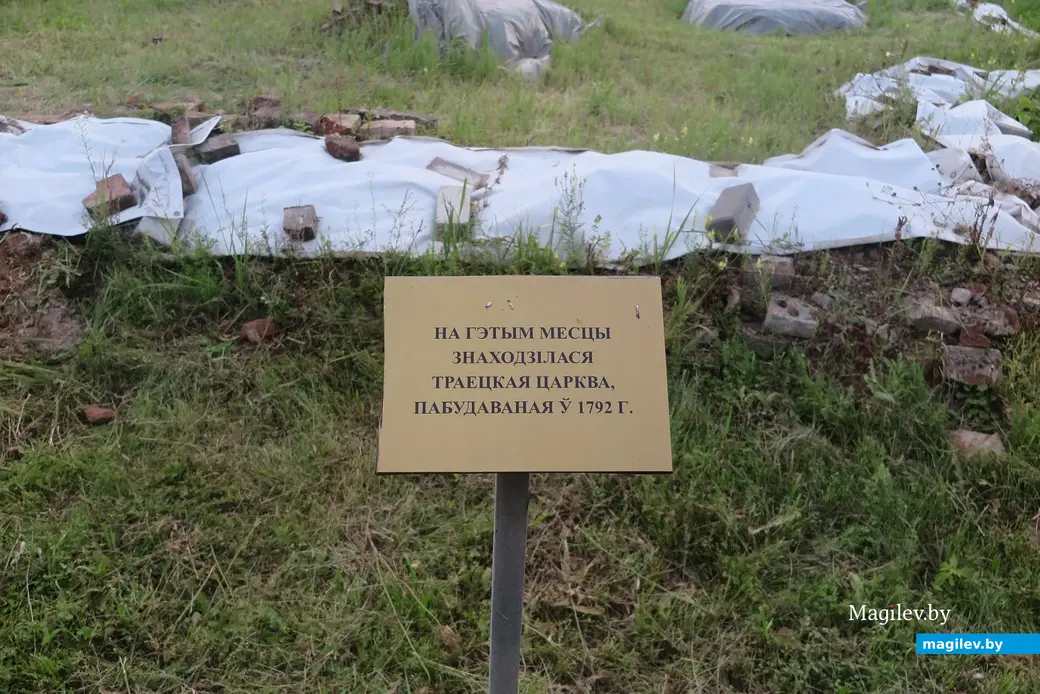 НА ГЭТЫМ МЕСЦЫ
ЗНАХОДЗІЛАСЯ
ТРАЕЦКАЯ ЦАРКВА,
ПАБУДАВАНАЯ Ў 1792 Г.
Magilev.by
magilev.by